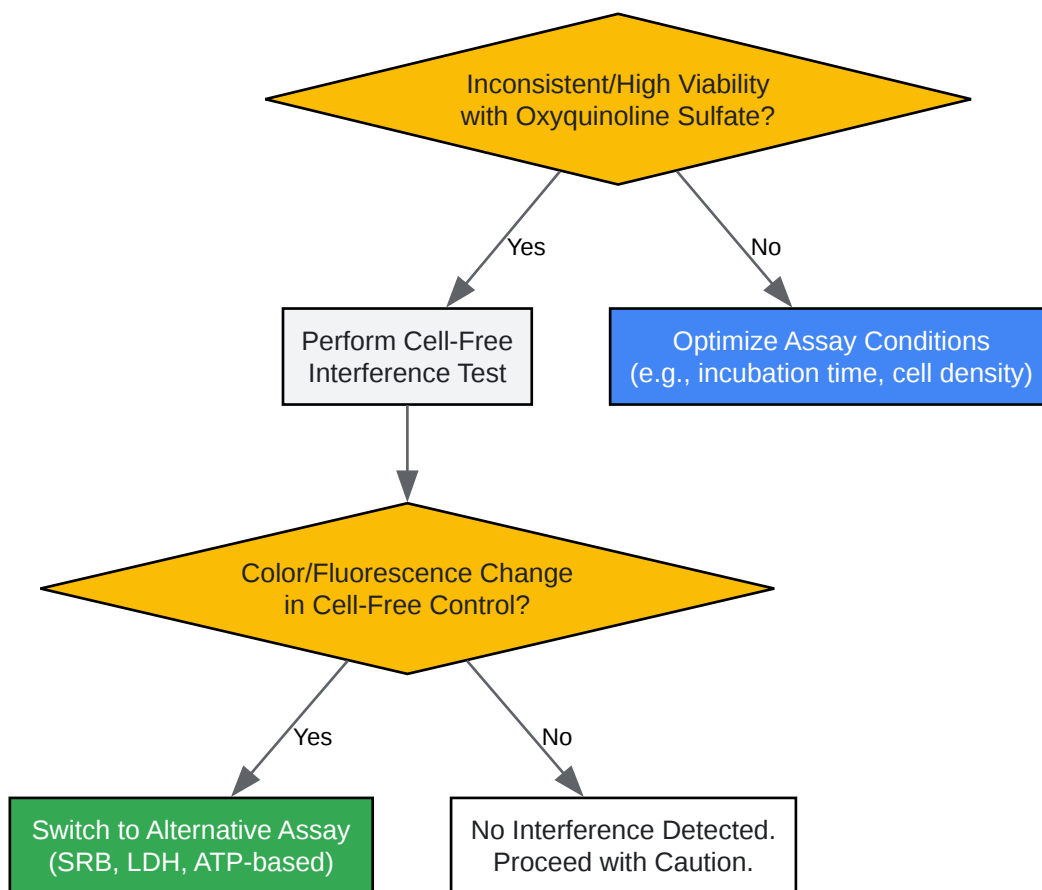 Inconsistent/High Viability
with Oxyquinoline Sulfate?
Yes
No
Perform Cell-Free
Interference Test
Optimize Assay Conditions
(e.g., incubation time, cell density)
Color/Fluorescence Change
in Cell-Free Control?
Yes
No
Switch to Alternative Assay
(SRB, LDH, ATP-based)
No Interference Detected.
Proceed with Caution.